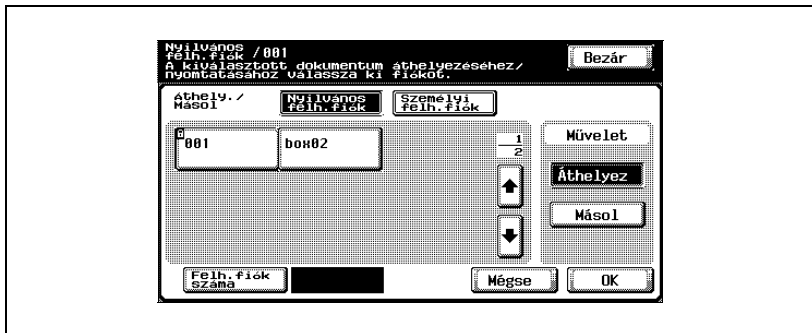 Nyilvános
felh.fiók /001
A kiválasztott dokumentum áthelyezéséhez/
nyomtatásához válassza ki fiókot.
Bezár
áthely./
Másol
Nyilvános
felh.fiók
Személyi
felh.fiók
001
box02
1
2
Művelet
Áthelyez
Másol
Felh.fiók
száma
Mégse
OK